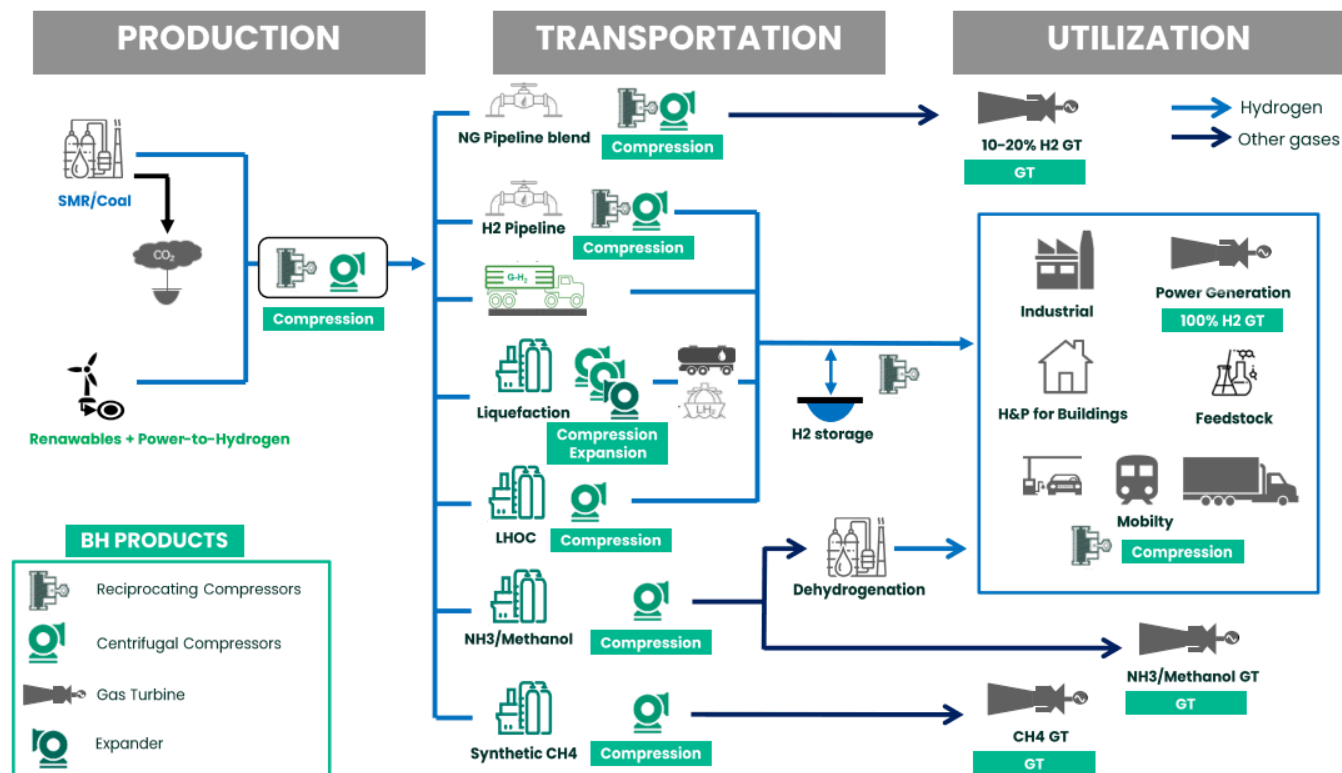 PRODUCTION
TRANSPORTATION
UTILIZATION
SMR/Coal
CO₂
Compression
Renawables + Power-to-Hydrogen
BH PRODUCTS
Reciprocating Compressors
Centrifugal Compressors
Gas Turbine
Expander
NG Pipeline blend
Compression
H2 Pipeline
Compression
G-H₂
Liquefaction
Compression
Expansion
LH₂
LHOC
Compression
NH3/Methanol
Compression
Synthetic CH4
Compression
H2 storage
Dehydrogenation
10-20% H2 GT
GT
Hydrogen
Other gases
Industrial
Power Generation
100% H2 GT
H&P for Buildings
Feedstock
Mobilty
Compression
NH3/Methanol GT
GT
CH4 GT
GT